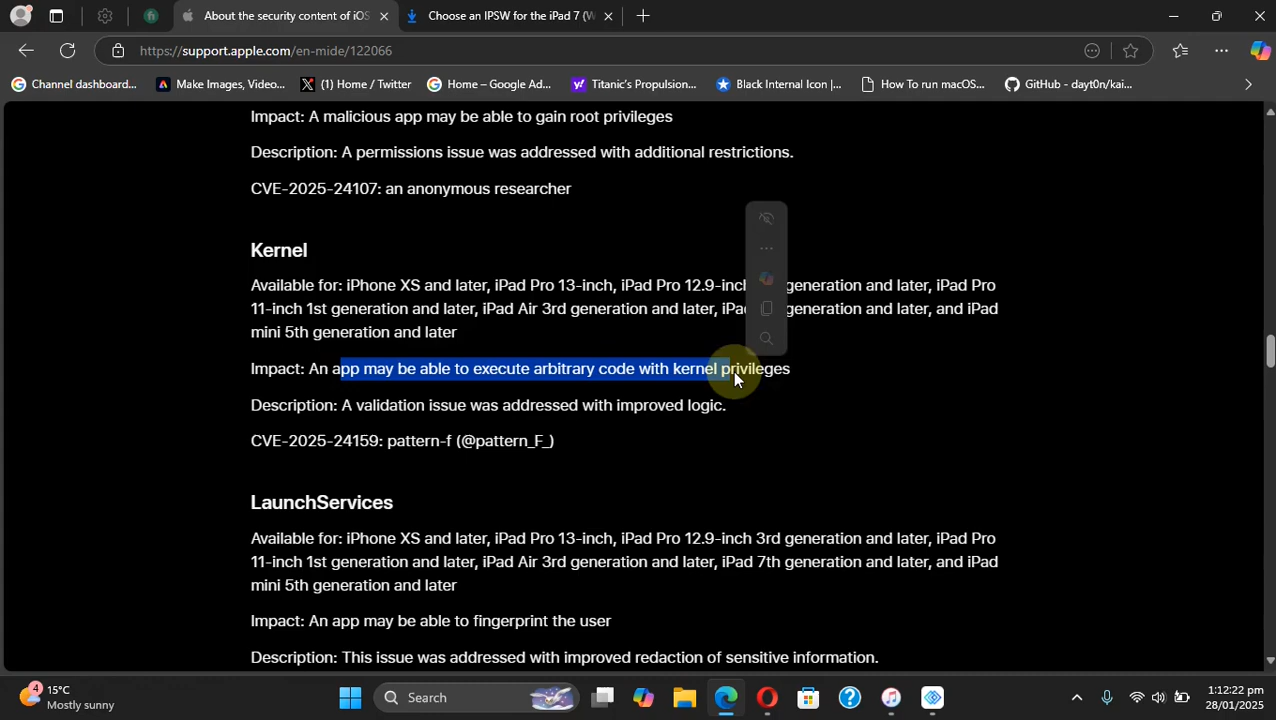 About the security content of iOS
Choose an IPSW for the iPad 7 (W
https://support.apple.com/en-mide/122066
Channel dashboard...
Make Images, Video...
(1) Home / Twitter
Home – Google Ad...
Titanic's Propulsion...
Black Internal Icon |...
How To run macOS...
GitHub - dayt0n/kai...
Impact: A malicious app may be able to gain root privileges
Description: A permissions issue was addressed with additional restrictions.
CVE-2025-24107: an anonymous researcher
Kernel
Available for: iPhone XS and later, iPad Pro 13-inch, iPad Pro 12.9-inch generation and later, iPad Pro
11-inch 1st generation and later, iPad Air 3rd generation and later, iPad generation and later, and iPad
mini 5th generation and later
Impact: An app may be able to execute arbitrary code with kernel privileges
Description: A validation issue was addressed with improved logic.
CVE-2025-24159: pattern-f (@pattern_F_)
LaunchServices
Available for: iPhone XS and later, iPad Pro 13-inch, iPad Pro 12.9-inch 3rd generation and later, iPad Pro
11-inch 1st generation and later, iPad Air 3rd generation and later, iPad 7th generation and later, and iPad
mini 5th generation and later
Impact: An app may be able to fingerprint the user
Description: This issue was addressed with improved redaction of sensitive information.
4
15°C
Mostly sunny
Search
1:12:22 pm
28/01/2025